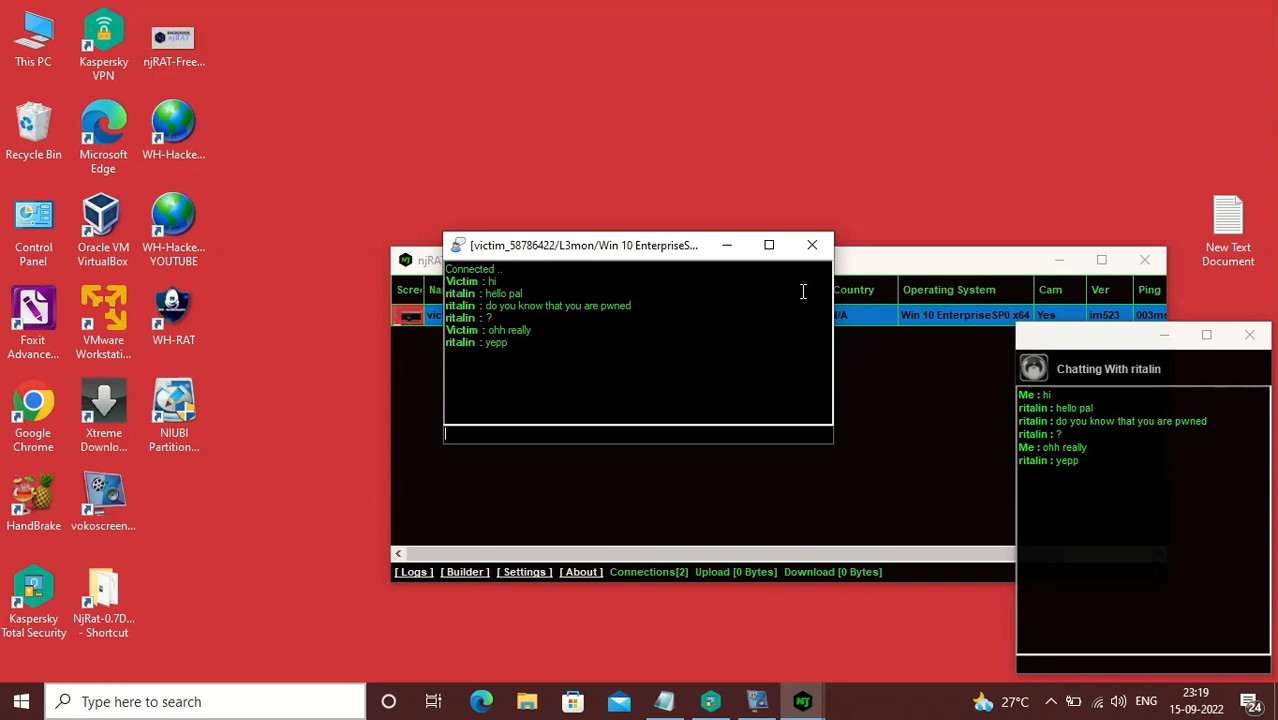 This PC
Kaspersky
VPN
njRAT-Free...
Recycle Bin
Microsoft
Edge
WH-Hacke...
Control
Panel
Oracle VM
VirtualBox
WH-Hacke...
YOUTUBE
Foxit
Advance...
VMware
Workstati...
WH-RAT
Google
Chrome
Xtreme
Downlo...
NIUBI
Partition...
HandBrake
vokoscreen...
Kaspersky
Total Security
NjRat-0.7D...
- Shortcut
New Text
Document
[victim_58786422/L3mon/Win 10 EnterpriseS...
Connected ..
Victim : hi
ritalin : hello pal
ritalin : do you know that you are pwned
ritalin : ?
Victim : ohh really
ritalin : yepp
njRA
Scree Na Country Operating System Cam Ver Ping
vic N/A Win 10 EnterpriseSP0 x64 Yes im523 003ms
[ Logs ] [ Builder ] [ Settings ] [ About ] Connections[2] Upload [0 Bytes] Download [0 Bytes]
Chatting With ritalin
Me : hi
ritalin : hello pal
ritalin : do you know that you are pwned
ritalin : ?
Me : ohh really
ritalin : yepp
Type here to search
27°C
ENG
23:19
15-09-2022
24